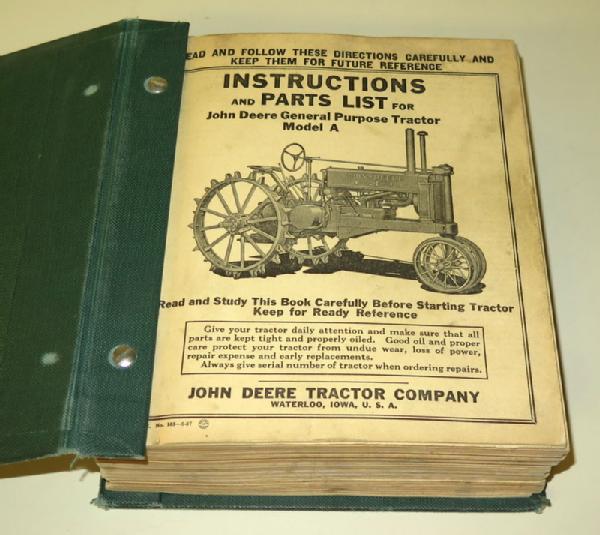 EAD AND FOLLOW THESE DIRECTIONS CAREFULLY AND
KEEP THEM FOR FUTURE REFERENCE
INSTRUCTIONS
AND PARTS LIST FOR
John Deere General Purpose Tractor
Model A
JOHN DEERE
Read and Study This Book Carefully Before Starting Tractor
Keep for Ready Reference
Give your tractor daily attention and make sure that all
parts are kept tight and properly oiled. Good oil and proper
care protect your tractor from undue wear, loss of power,
repair expense and early replacements.
Always give serial number of tractor when ordering repairs.
JOHN DEERE TRACTOR COMPANY
WATERLOO, IOWA, U. S. A.
No.